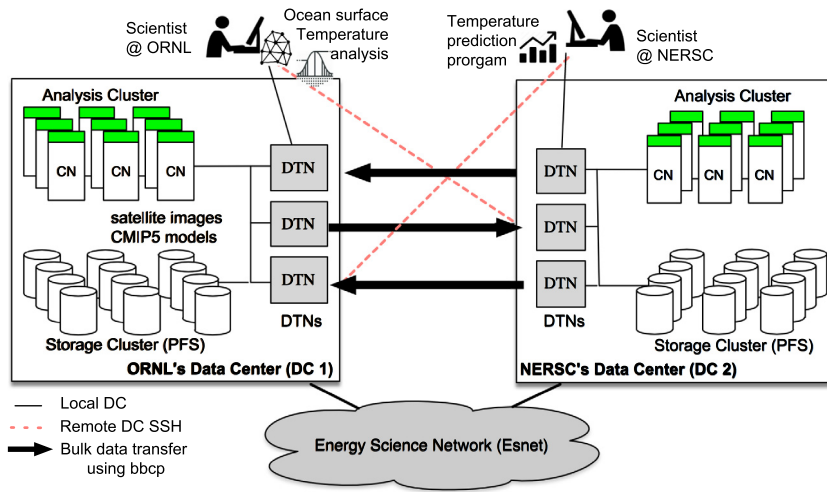 Scientist
@ ORNL
Ocean surface
Temperature
analysis
Temperature
prediction
prorgam
Scientist
@ NERSC
Analysis Cluster
CN
CN
CN
DTN
DTN
DTN
DTNs
satellite images
CMIP5 models
Storage Cluster (PFS)
ORNL's Data Center (DC 1)
DTN
DTN
DTN
DTNs
Analysis Cluster
CN
CN
CN
Storage Cluster (PFS)
NERSC's Data Center (DC 2)
Local DC
Remote DC SSH
Bulk data transfer
using bbcp
Energy Science Network (Esnet)